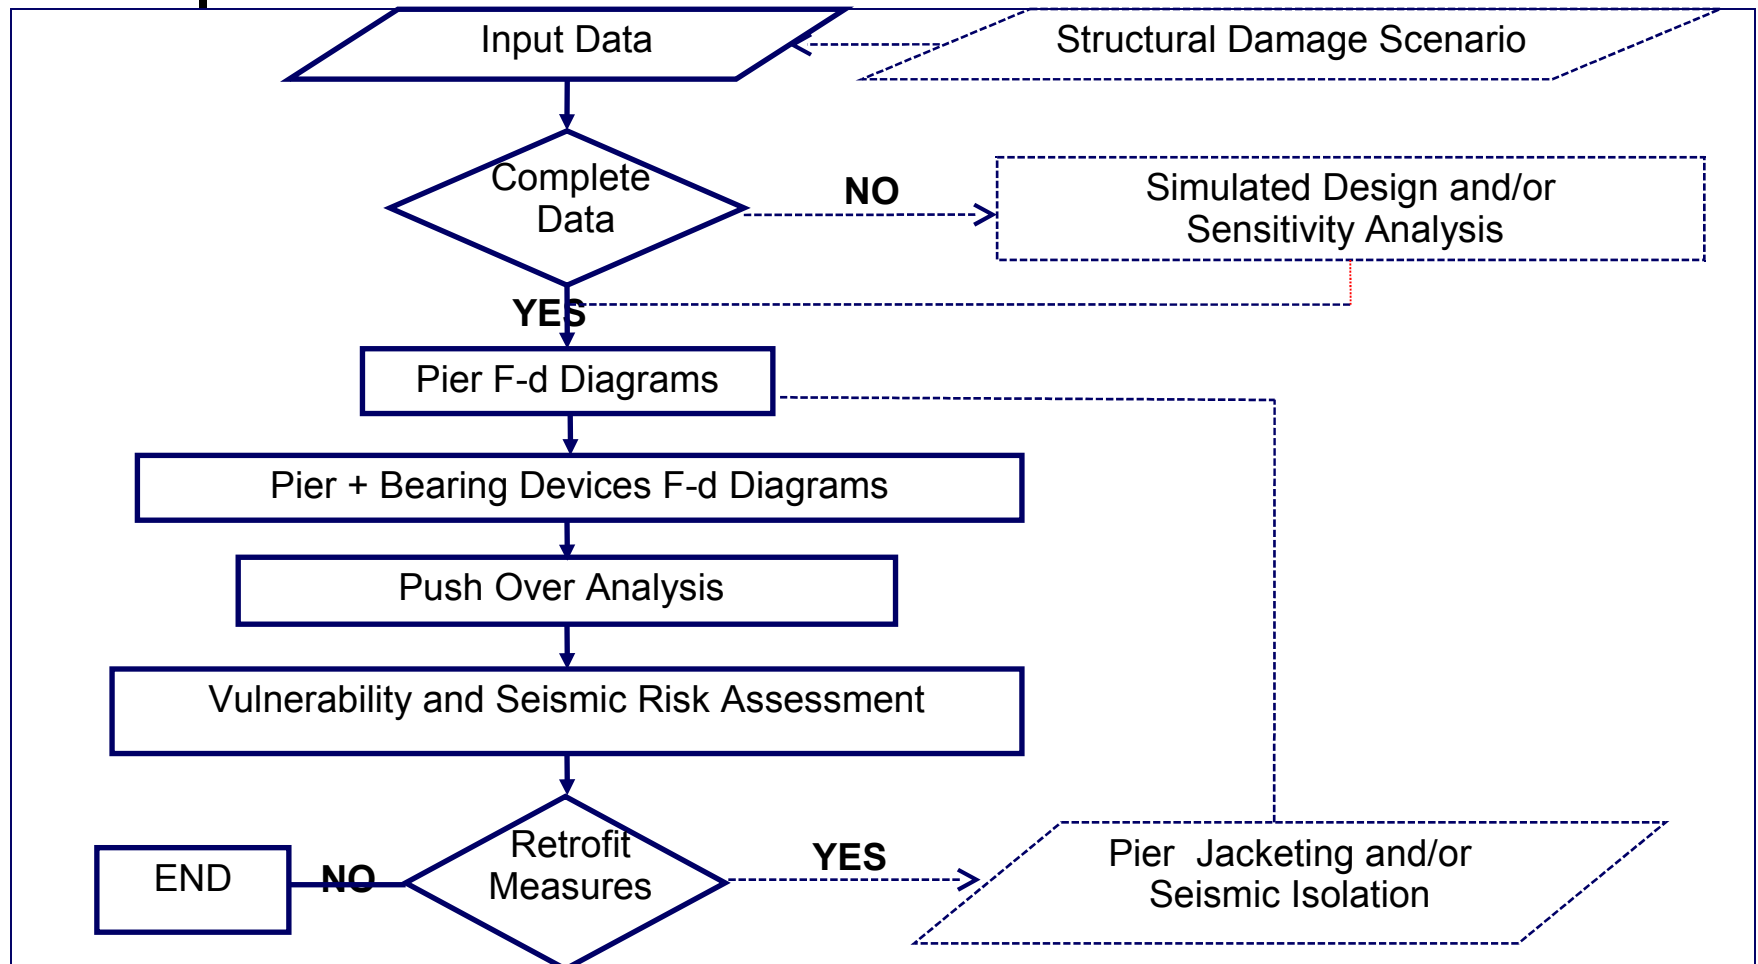 Input Data
Structural Damage Scenario
Complete
Data
NO
Simulated Design and/or
Sensitivity Analysis
YES
Pier F-d Diagrams
Pier + Bearing Devices F-d Diagrams
Push Over Analysis
Vulnerability and Seismic Risk Assessment
Retrofit
Measures
END
NO
YES
Pier Jacketing and/or
Seismic Isolation